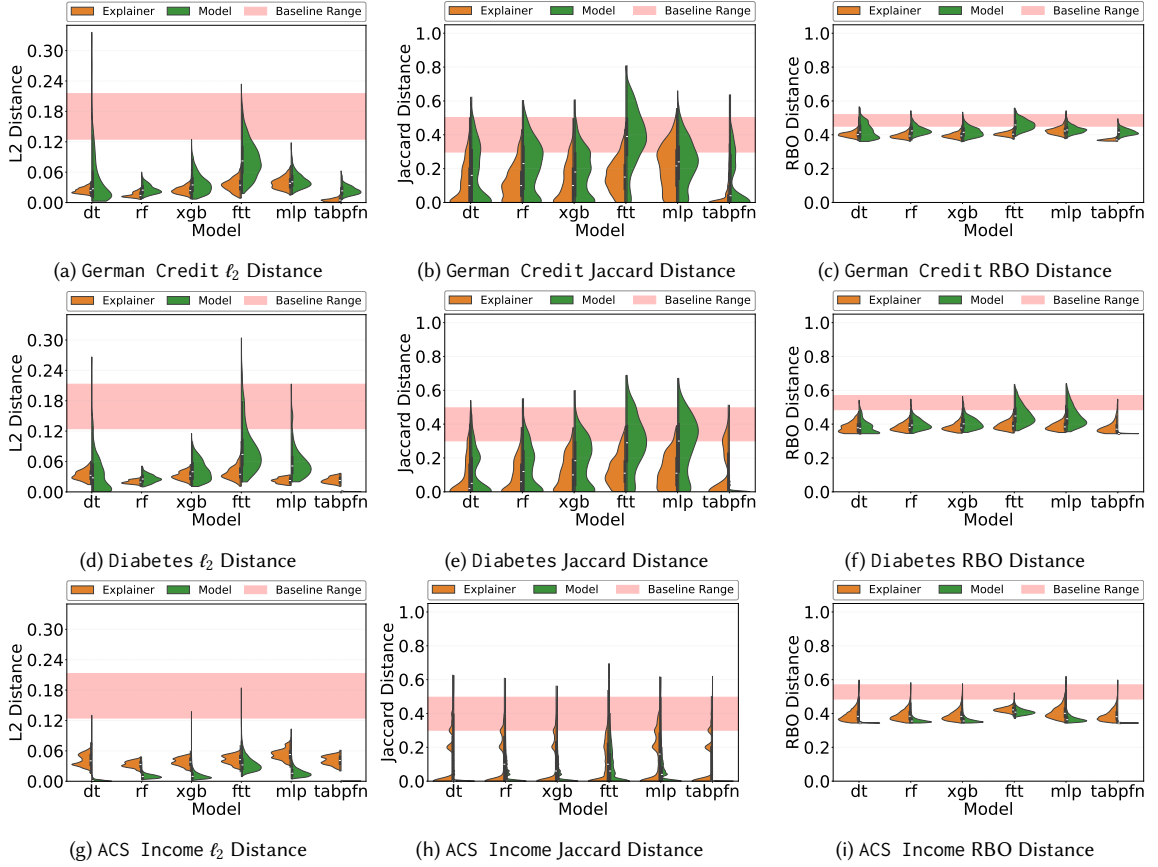 Explainer Model Baseline Range
L2 Distance
0.30
0.24
0.18
0.12
0.06
0.00
dt rf xgb ftt mlp tabpfn
Model
(a) German Credit ℓ₂ Distance
Explainer Model Baseline Range
Jaccard Distance
1.0
0.8
0.6
0.4
0.2
0.0
dt rf xgb ftt mlp tabpfn
Model
(b) German Credit Jaccard Distance
Explainer Model Baseline Range
RBO Distance
1.0
0.8
0.6
0.4
0.2
0.0
dt rf xgb ftt mlp tabpfn
Model
(c) German Credit RBO Distance
Explainer Model Baseline Range
L2 Distance
0.30
0.24
0.18
0.12
0.06
0.00
dt rf xgb ftt mlp tabpfn
Model
(d) Diabetes ℓ₂ Distance
Explainer Model Baseline Range
Jaccard Distance
1.0
0.8
0.6
0.4
0.2
0.0
dt rf xgb ftt mlp tabpfn
Model
(e) Diabetes Jaccard Distance
Explainer Model Baseline Range
RBO Distance
1.0
0.8
0.6
0.4
0.2
0.0
dt rf xgb ftt mlp tabpfn
Model
(f) Diabetes RBO Distance
Explainer Model Baseline Range
L2 Distance
0.30
0.24
0.18
0.12
0.06
0.00
dt rf xgb ftt mlp tabpfn
Model
(g) ACS Income ℓ₂ Distance
Explainer Model Baseline Range
Jaccard Distance
1.0
0.8
0.6
0.4
0.2
0.0
dt rf xgb ftt mlp tabpfn
Model
(h) ACS Income Jaccard Distance
Explainer Model Baseline Range
RBO Distance
1.0
0.8
0.6
0.4
0.2
0.0
dt rf xgb ftt mlp tabpfn
Model
(i) ACS Income RBO Distance